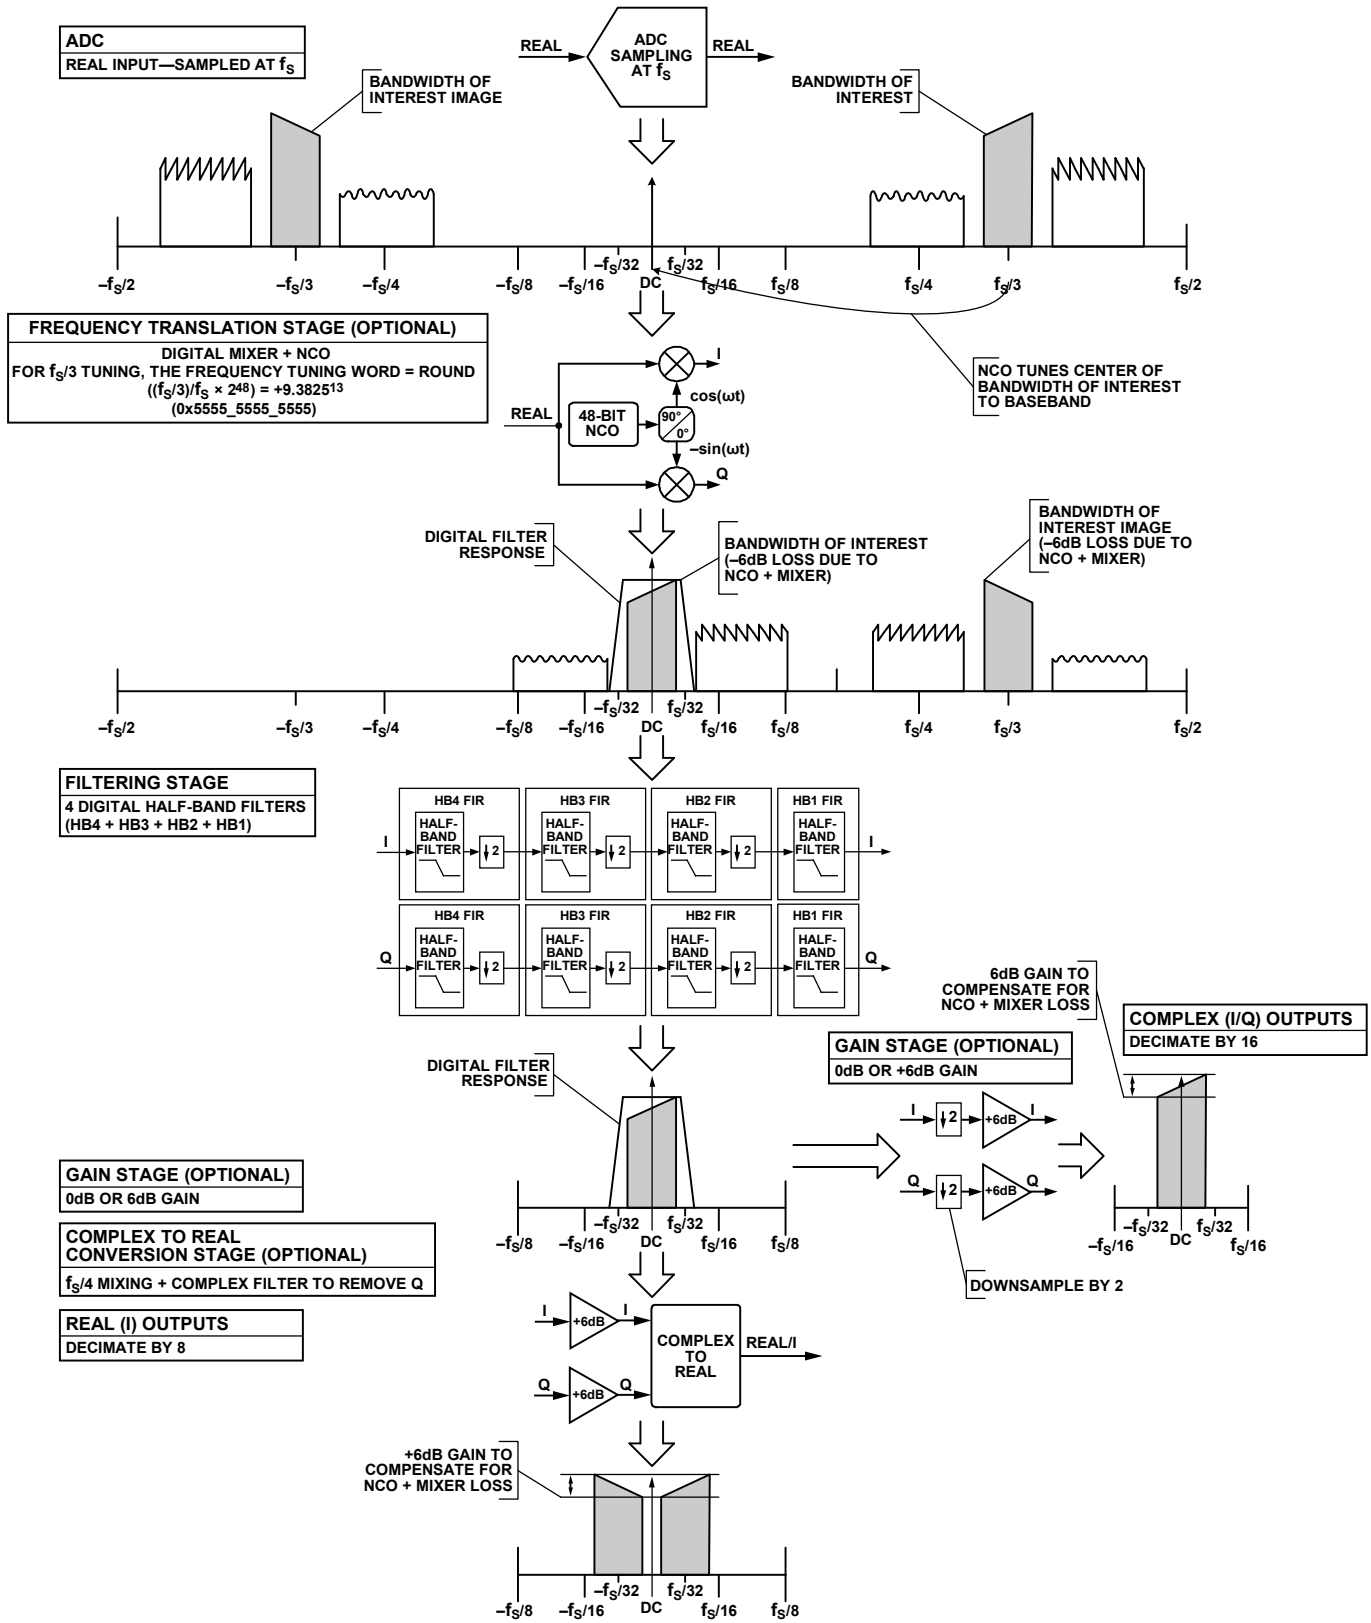 ADC
REAL INPUT—SAMPLED AT fS
REAL
ADC
SAMPLING
AT fS
REAL
BANDWIDTH OF
INTEREST IMAGE
BANDWIDTH OF
INTEREST
–fS/2
–fS/3
–fS/4
–fS/8
–fS/16
–fS/32
DC
fS/32
fS/16
fS/8
fS/4
fS/3
fS/2
FREQUENCY TRANSLATION STAGE (OPTIONAL)
DIGITAL MIXER + NCO
FOR fS/3 TUNING, THE FREQUENCY TUNING WORD = ROUND
((fS/3)/fS × 2^48) = +9.3825^13
(0x5555_5555_5555)
NCO TUNES CENTER OF
BANDWIDTH OF INTEREST
TO BASEBAND
REAL
48-BIT
NCO
90°
0°
I
cos(ωt)
–sin(ωt)
Q
DIGITAL FILTER
RESPONSE
BANDWIDTH OF INTEREST
(–6dB LOSS DUE TO
NCO + MIXER)
BANDWIDTH OF
INTEREST IMAGE
(–6dB LOSS DUE TO
NCO + MIXER)
–fS/2
–fS/3
–fS/4
–fS/8
–fS/16
–fS/32
DC
fS/32
fS/16
fS/8
fS/4
fS/3
fS/2
FILTERING STAGE
4 DIGITAL HALF-BAND FILTERS
(HB4 + HB3 + HB2 + HB1)
HB4 FIR
HB3 FIR
HB2 FIR
HB1 FIR
I
HALF-
BAND
FILTER
↓2
HALF-
BAND
FILTER
↓2
HALF-
BAND
FILTER
↓2
HALF-
BAND
FILTER
I
HB4 FIR
HB3 FIR
HB2 FIR
HB1 FIR
Q
HALF-
BAND
FILTER
↓2
HALF-
BAND
FILTER
↓2
HALF-
BAND
FILTER
↓2
HALF-
BAND
FILTER
Q
6dB GAIN TO
COMPENSATE FOR
NCO + MIXER LOSS
COMPLEX (I/Q) OUTPUTS
DECIMATE BY 16
GAIN STAGE (OPTIONAL)
0dB OR +6dB GAIN
DIGITAL FILTER
RESPONSE
I
↓2
+6dB
I
Q
↓2
+6dB
Q
–fS/8
–fS/16
–fS/32
DC
fS/32
fS/16
fS/8
–fS/16
–fS/32
DC
fS/32
fS/16
DOWNSAMPLE BY 2
GAIN STAGE (OPTIONAL)
0dB OR 6dB GAIN
COMPLEX TO REAL
CONVERSION STAGE (OPTIONAL)
fS/4 MIXING + COMPLEX FILTER TO REMOVE Q
REAL (I) OUTPUTS
DECIMATE BY 8
I
+6dB
I
Q
+6dB
Q
COMPLEX
TO
REAL
REAL/I
+6dB GAIN TO
COMPENSATE FOR
NCO + MIXER LOSS
–fS/8
–fS/16
–fS/32
DC
fS/32
fS/16
fS/8